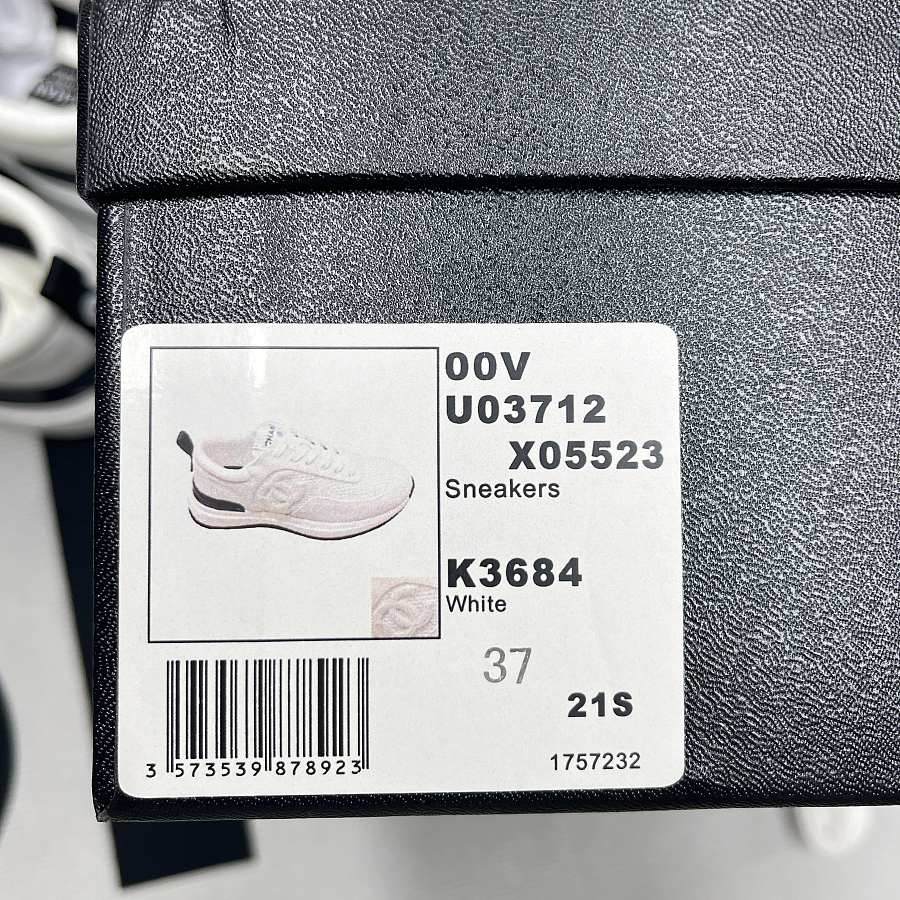 00V
U03712
X05523
Sneakers
K3684
White
37
21S
3 573539 878923
1757232